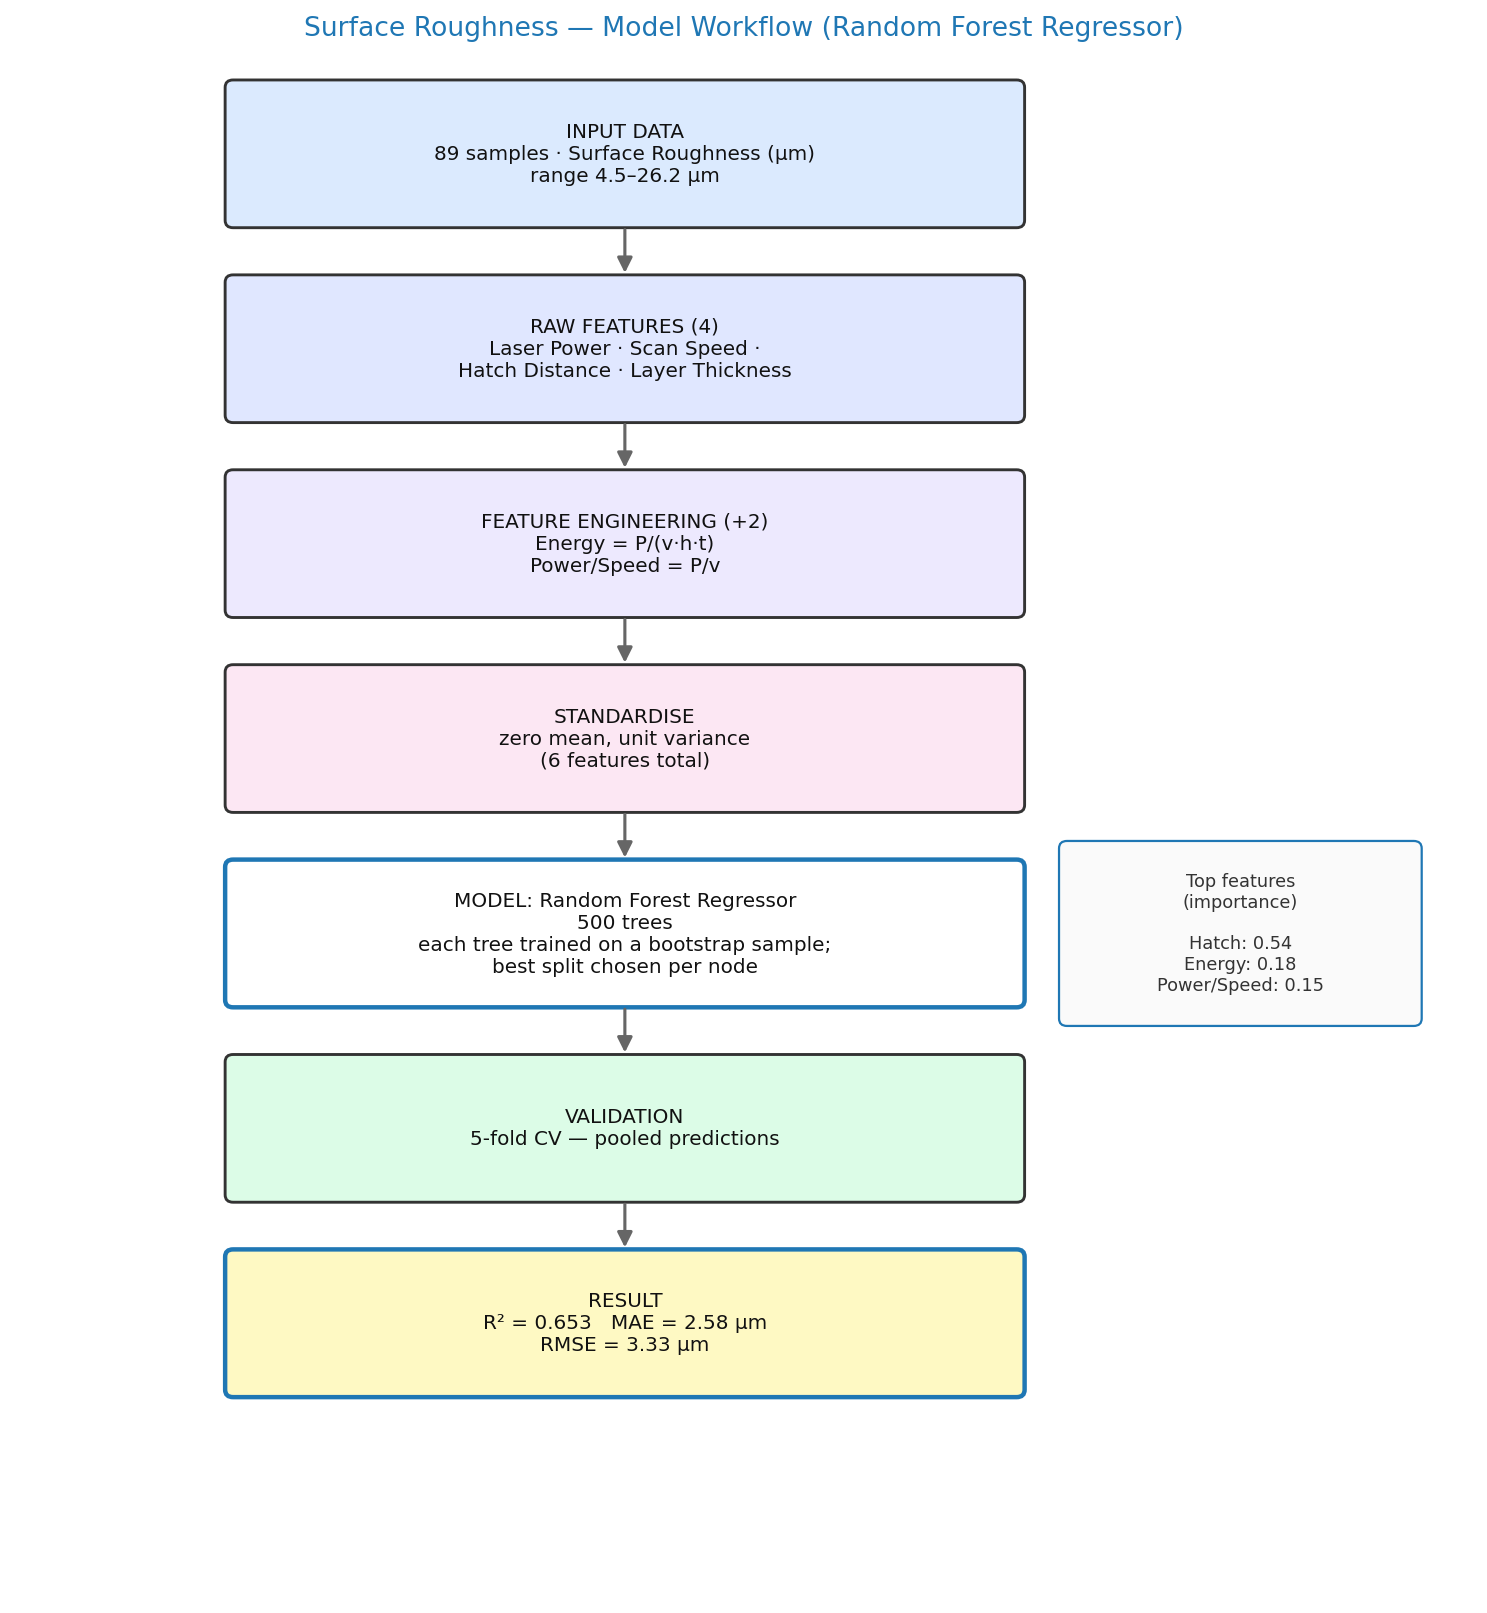 Surface Roughness — Model Workflow (Random Forest Regressor)
INPUT DATA
89 samples · Surface Roughness (μm)
range 4.5–26.2 μm
RAW FEATURES (4)
Laser Power · Scan Speed ·
Hatch Distance · Layer Thickness
FEATURE ENGINEERING (+2)
Energy = P/(v·h·t)
Power/Speed = P/v
STANDARDISE
zero mean, unit variance
(6 features total)
MODEL: Random Forest Regressor
500 trees
each tree trained on a bootstrap sample;
best split chosen per node
Top features
(importance)
Hatch: 0.54
Energy: 0.18
Power/Speed: 0.15
VALIDATION
5-fold CV — pooled predictions
RESULT
R² = 0.653   MAE = 2.58 μm
RMSE = 3.33 μm